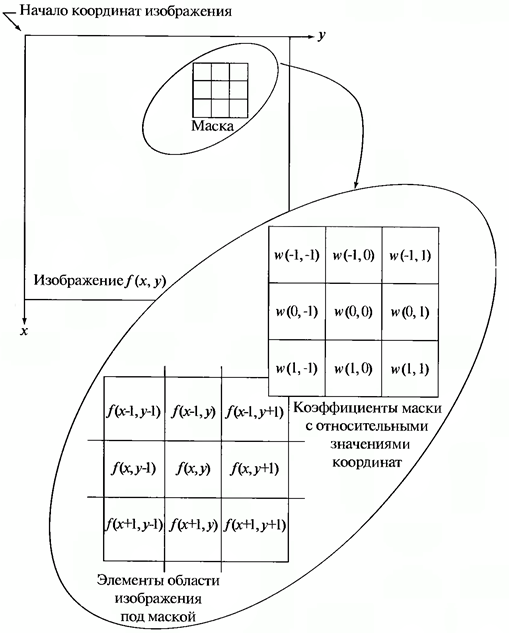 Начало координат изображения
y
Маска
Изображение f (x, y)
x
w(-1,-1) w(-1,0) w(-1,1)
w(0,-1) w(0,0) w(0,1)
w(1,-1) w(1,0) w(1,1)
Коэффициенты маски
с относительными
значениями
координат
f(x-1,y-1) f(x-1,y) f(x-1,y+1)
f(x,y-1) f(x,y) f(x,y+1)
f(x+1,y-1) f(x+1,y) f(x+1,y+1)
Элементы области
изображения
под маской